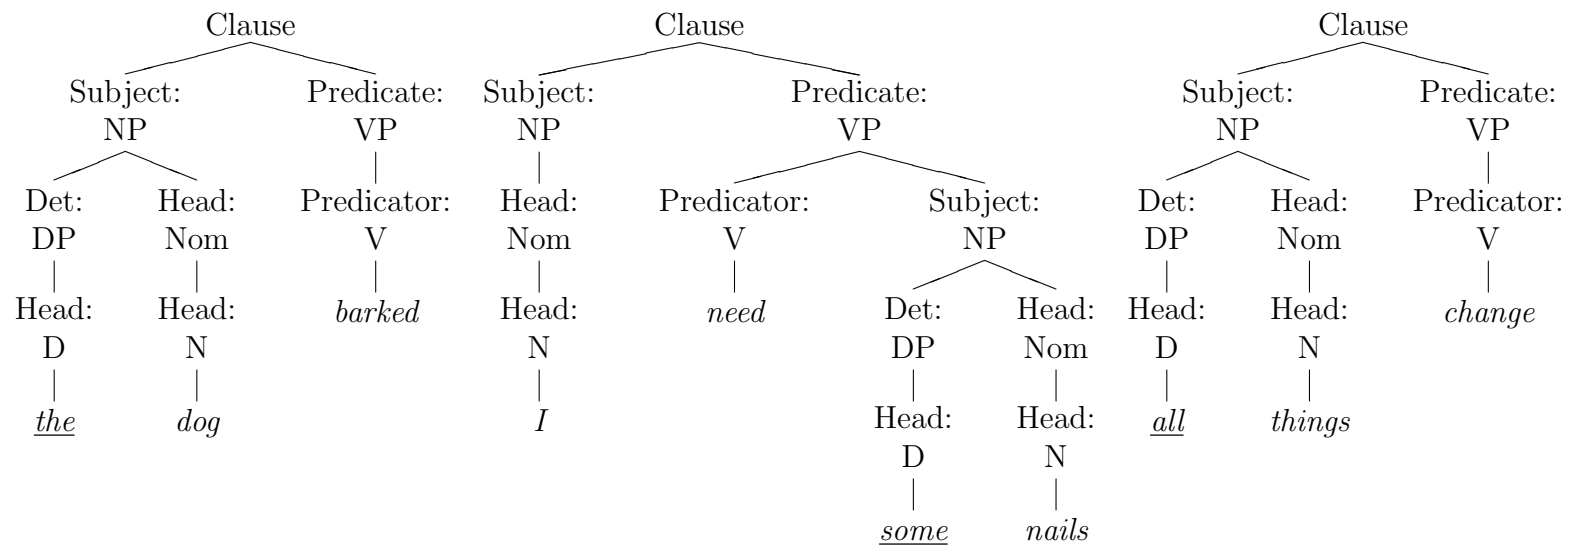 Clause Clause Clause
Subject: Predicate: Subject: Predicate: Subject: Predicate:
NP VP NP VP NP VP
Det: Head: Predicator: Head: Predicator: Subject: Det: Head: Predicator:
DP Nom V Nom V NP DP Nom V
Head: Head: barked Head: need Det: Head: Head: Head: change
D N N DP Nom D N
the dog I Head: Head: all things
D N
some nails